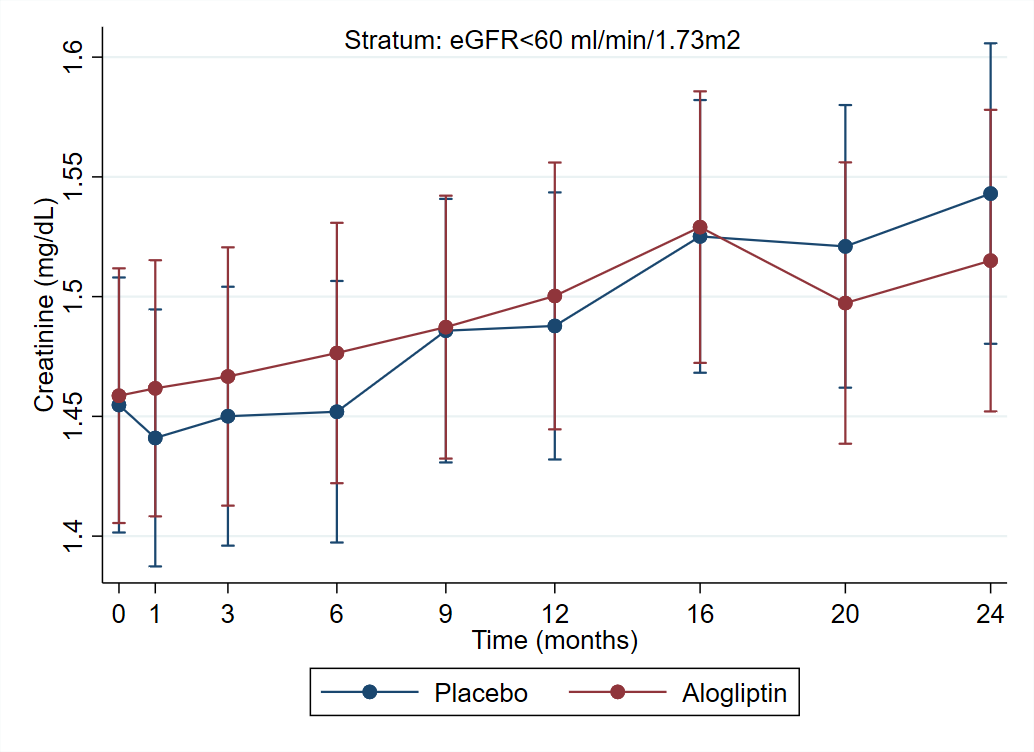 Stratum: eGFR<60 ml/min/1.73m2
Creatinine (mg/dL)
1.6
1.55
1.5
1.45
1.4
0 1 3 6 9 12 16 20 24
Time (months)
Placebo Alogliptin